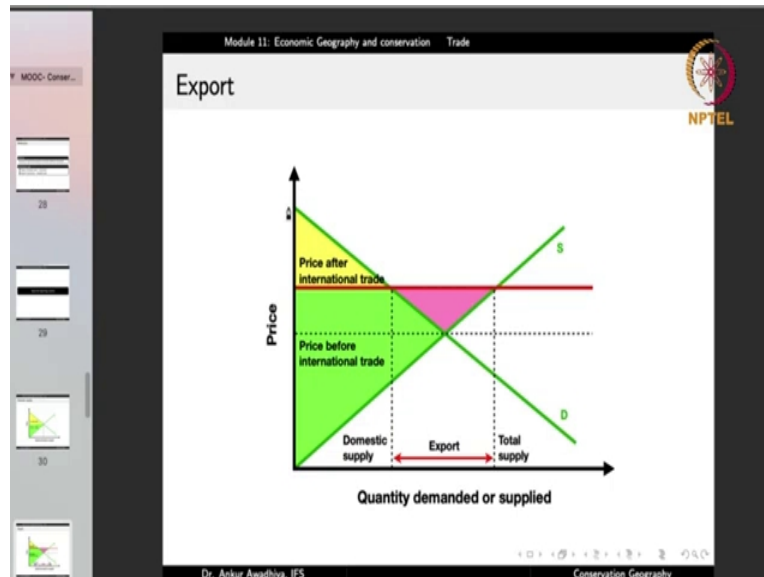 Module 11: Economic Geography and conservation Trade
MOOC- Conser...
Export
NPTEL
28
29
30
S
Price after
international trade
Price
Price before
international trade
D
Domestic
supply
Export
Total
supply
Quantity demanded or supplied
Dr. Ankur Awadhiya, IFS
Conservation Geography